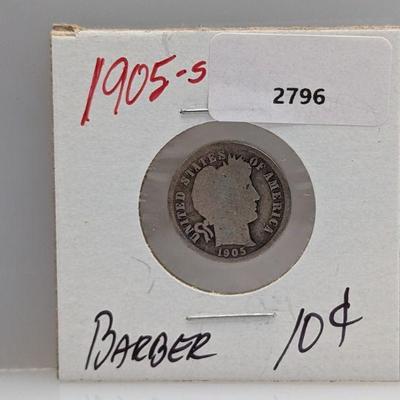 1905-s
2796
UNITED STATES OF AMERICA
1905
BARBER 10¢